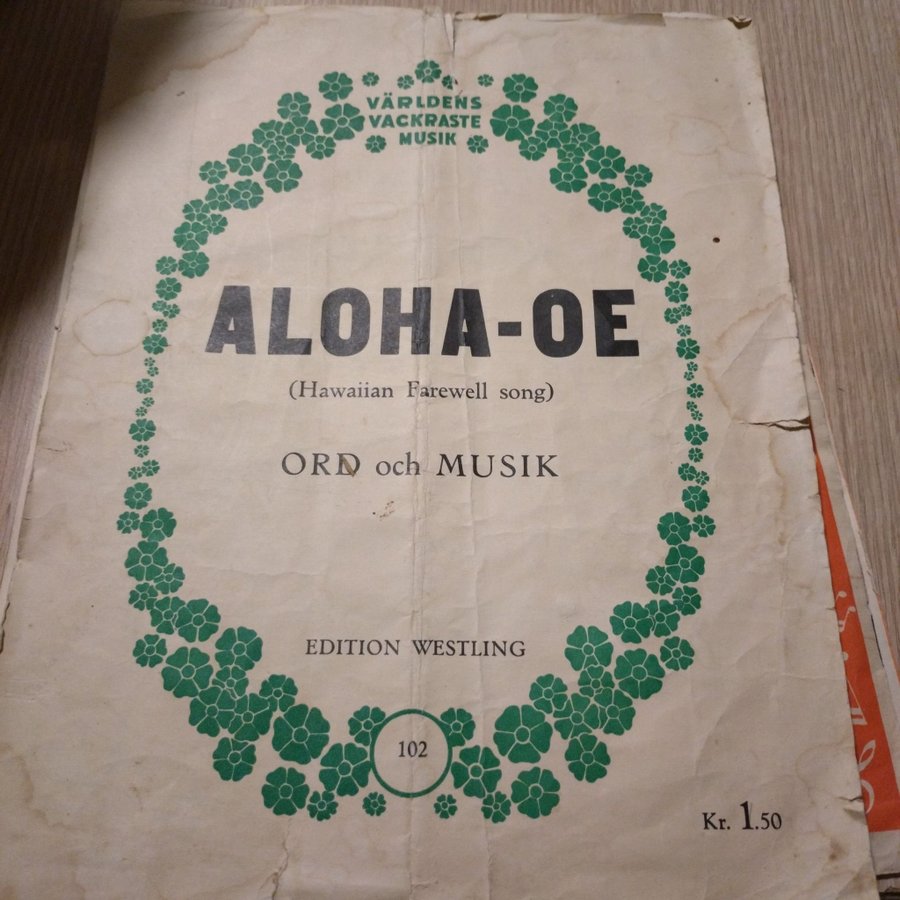 VÄRLDENS
VACKRASTE
MUSIK
ALOHA-OE
(Hawaiian Farewell song)
ORD och MUSIK
EDITION WESTLING
102
Kr. 1.50